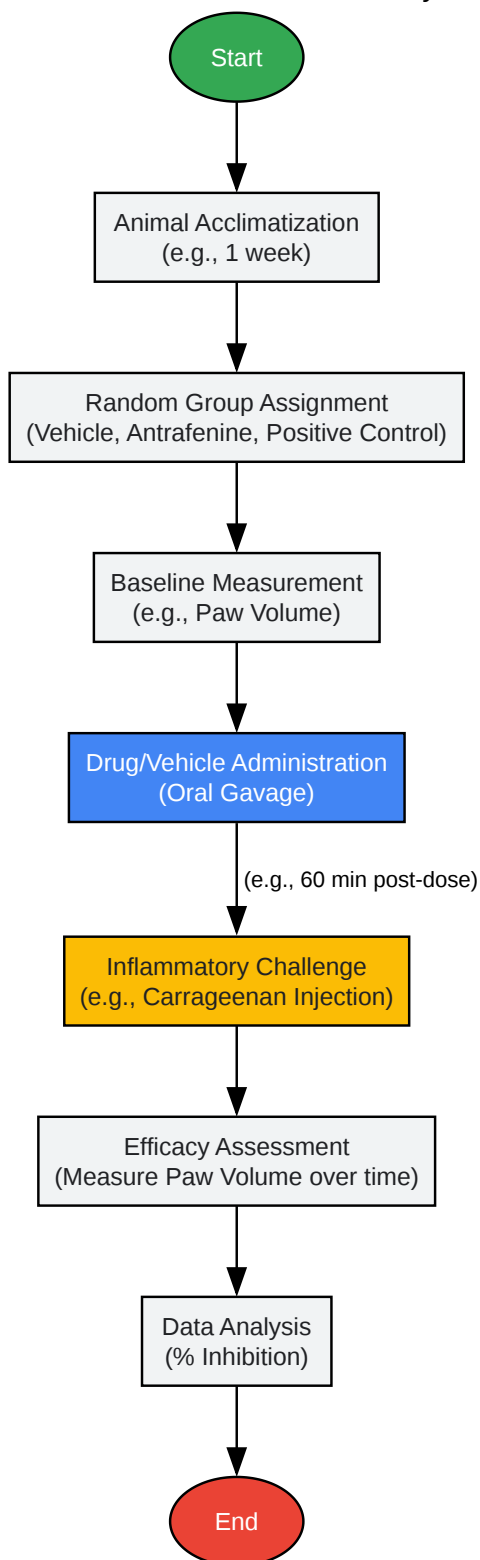 Start
Animal Acclimatization
(e.g., 1 week)
Random Group Assignment
(Vehicle, Antrafenine, Positive Control)
Baseline Measurement
(e.g., Paw Volume)
Drug/Vehicle Administration
(Oral Gavage)
(e.g., 60 min post-dose)
Inflammatory Challenge
(e.g., Carrageenan Injection)
Efficacy Assessment
(Measure Paw Volume over time)
Data Analysis
(% Inhibition)
End